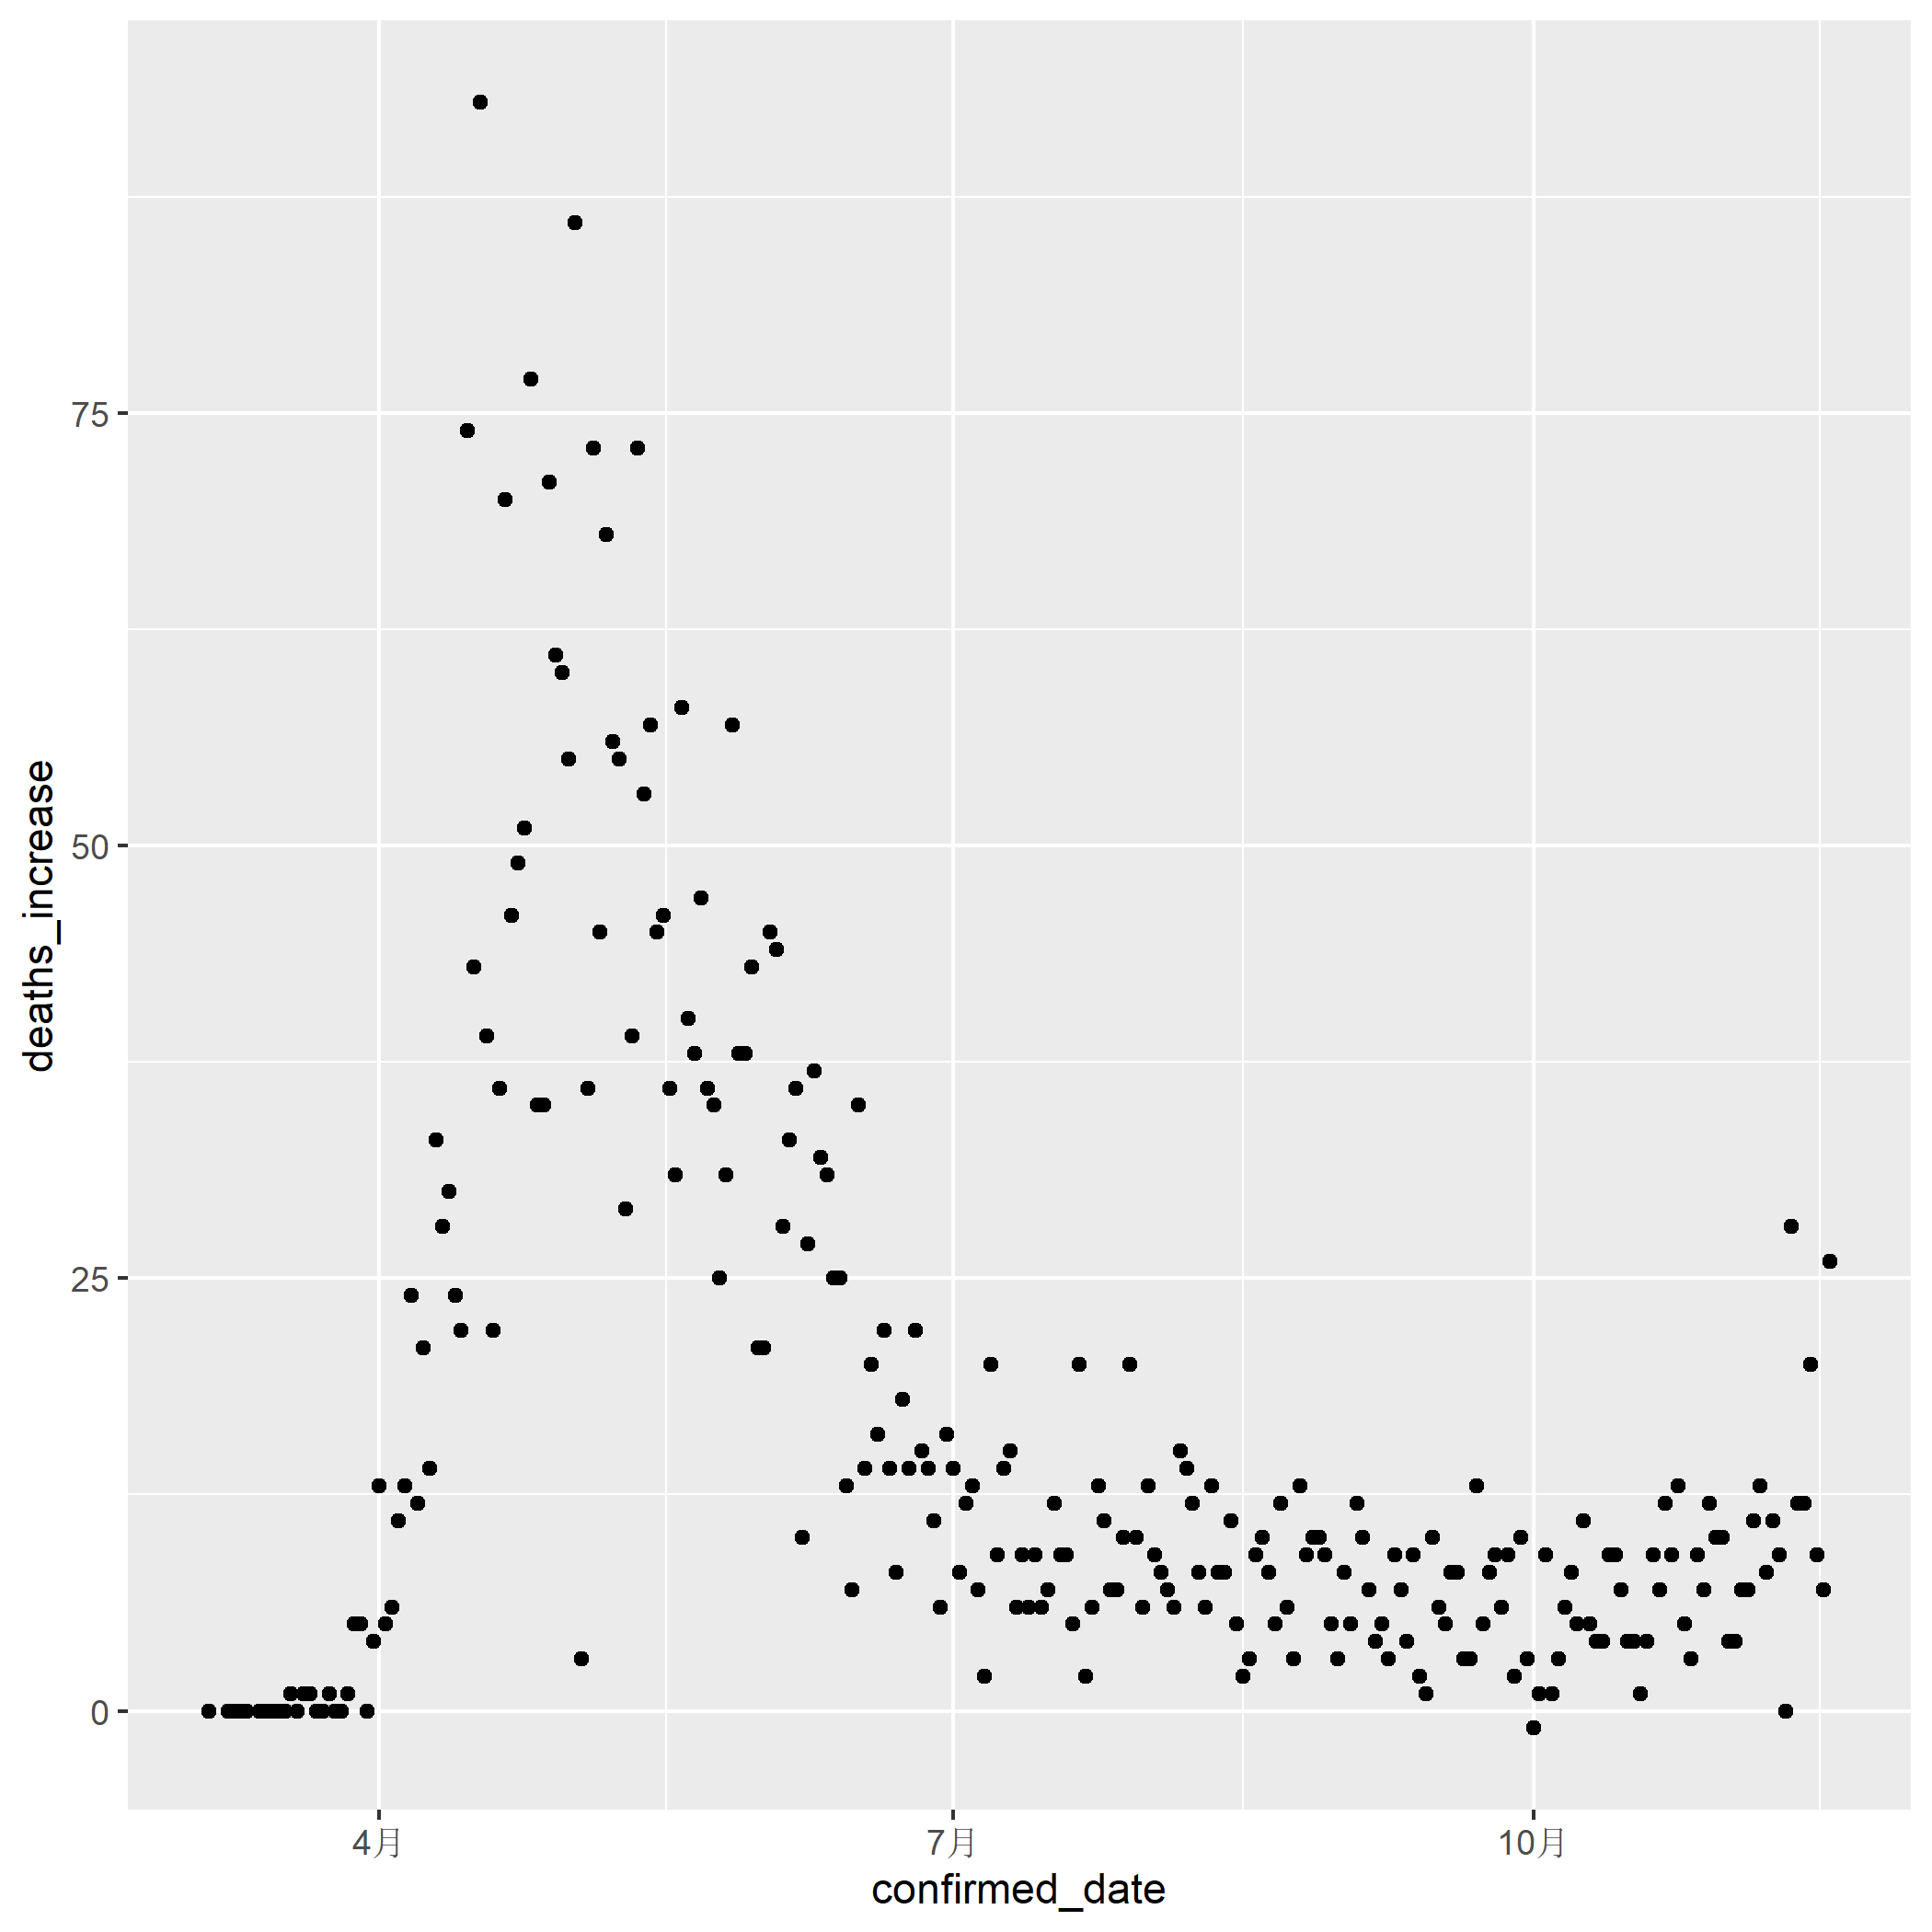 deaths_increase
75
50
25
0
4月
7月
10月
confirmed_date